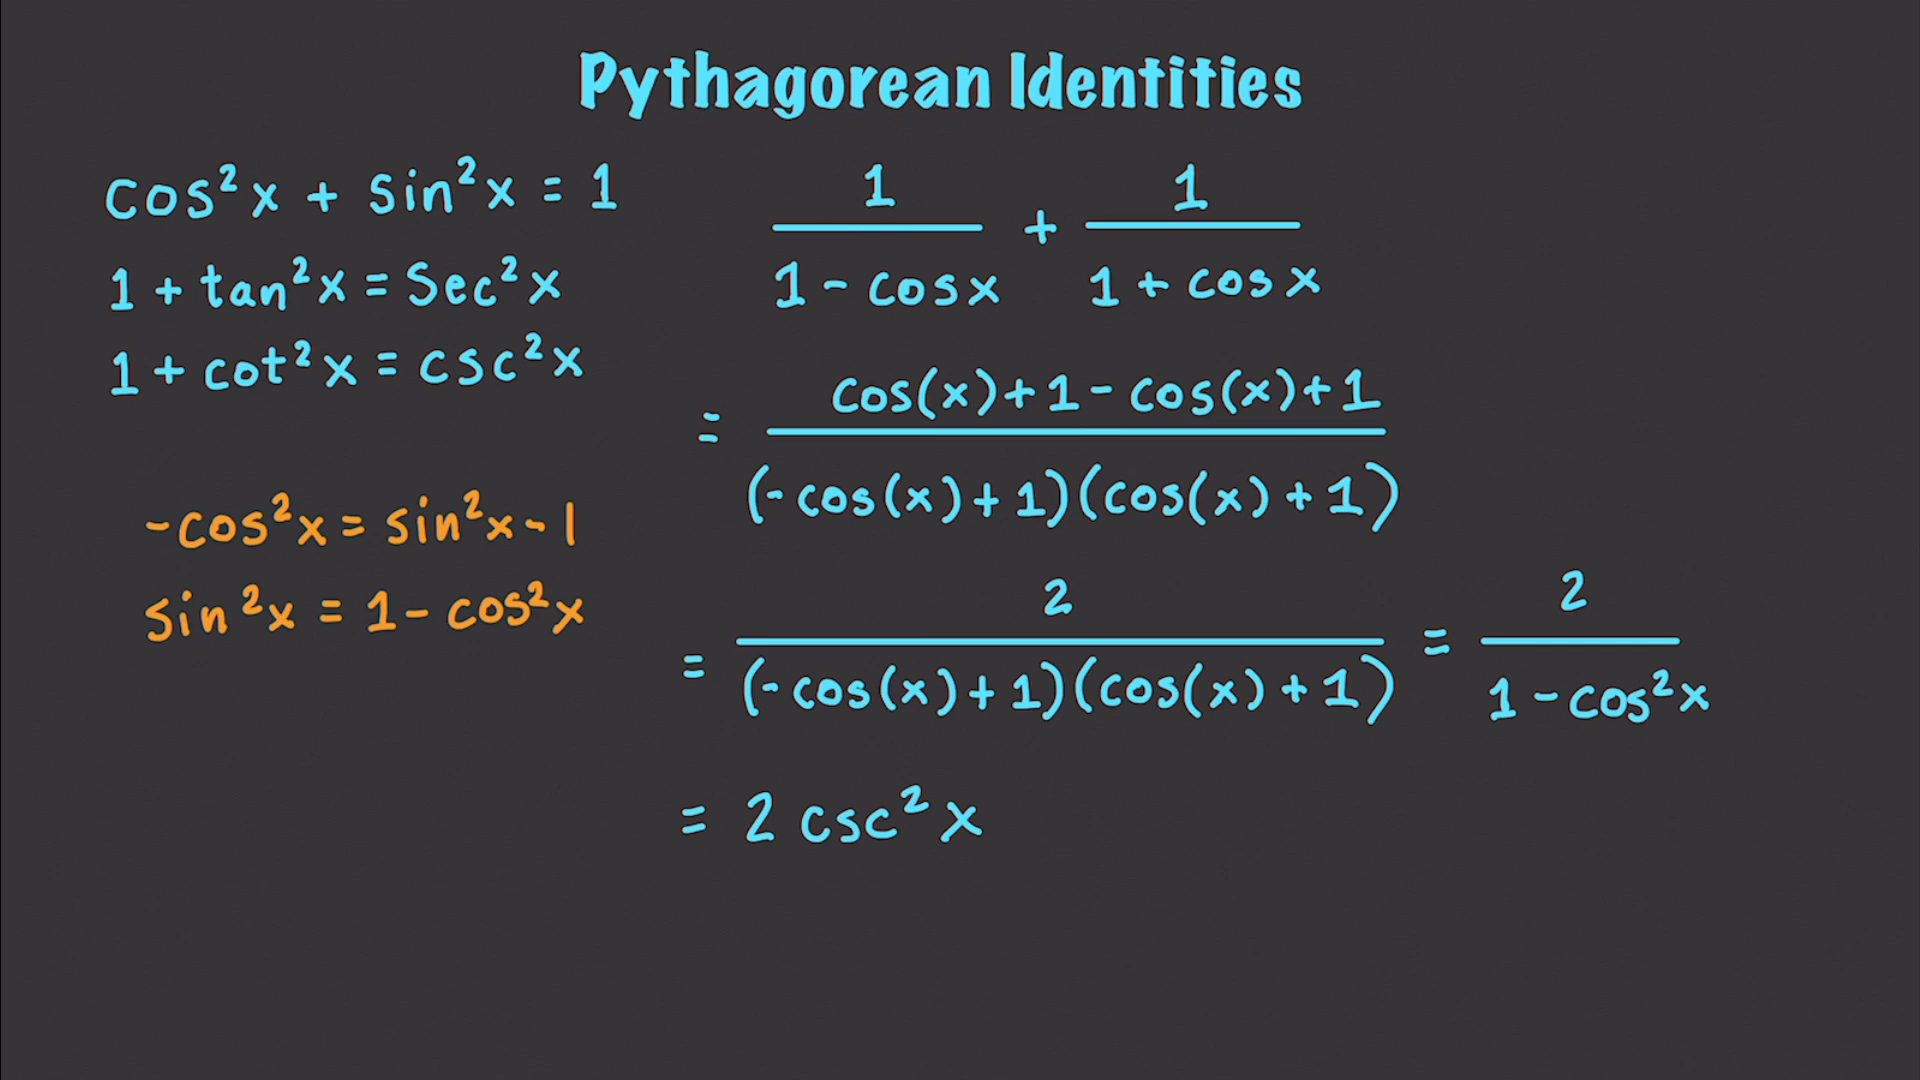 Pythagorean Identities
cos²x + sin²x = 1
1 + tan²x = Sec²x
1 + cot²x = csc²x
-cos²x = sin²x - 1
sin²x = 1 - cos²x
1/(1 - cosx) + 1/(1 + cosx)
= (cos(x)+1-cos(x)+1)/((-cos(x)+1)(cos(x)+1))
= 2/((-cos(x)+1)(cos(x)+1)) = 2/(1-cos²x)
= 2 csc²x